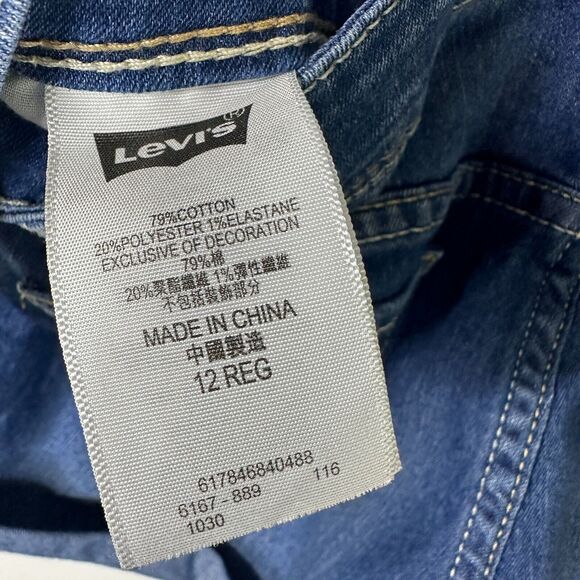 Levi's (R)
79%COTTON
20%POLYESTER 1%ELASTANE
EXCLUSIVE OF DECORATION
79%棉
20%聚酯纖維 1%彈性纖維
不包括裝飾部分
MADE IN CHINA
中國製造
12 REG
617846840488
6167 - 889 116
1030